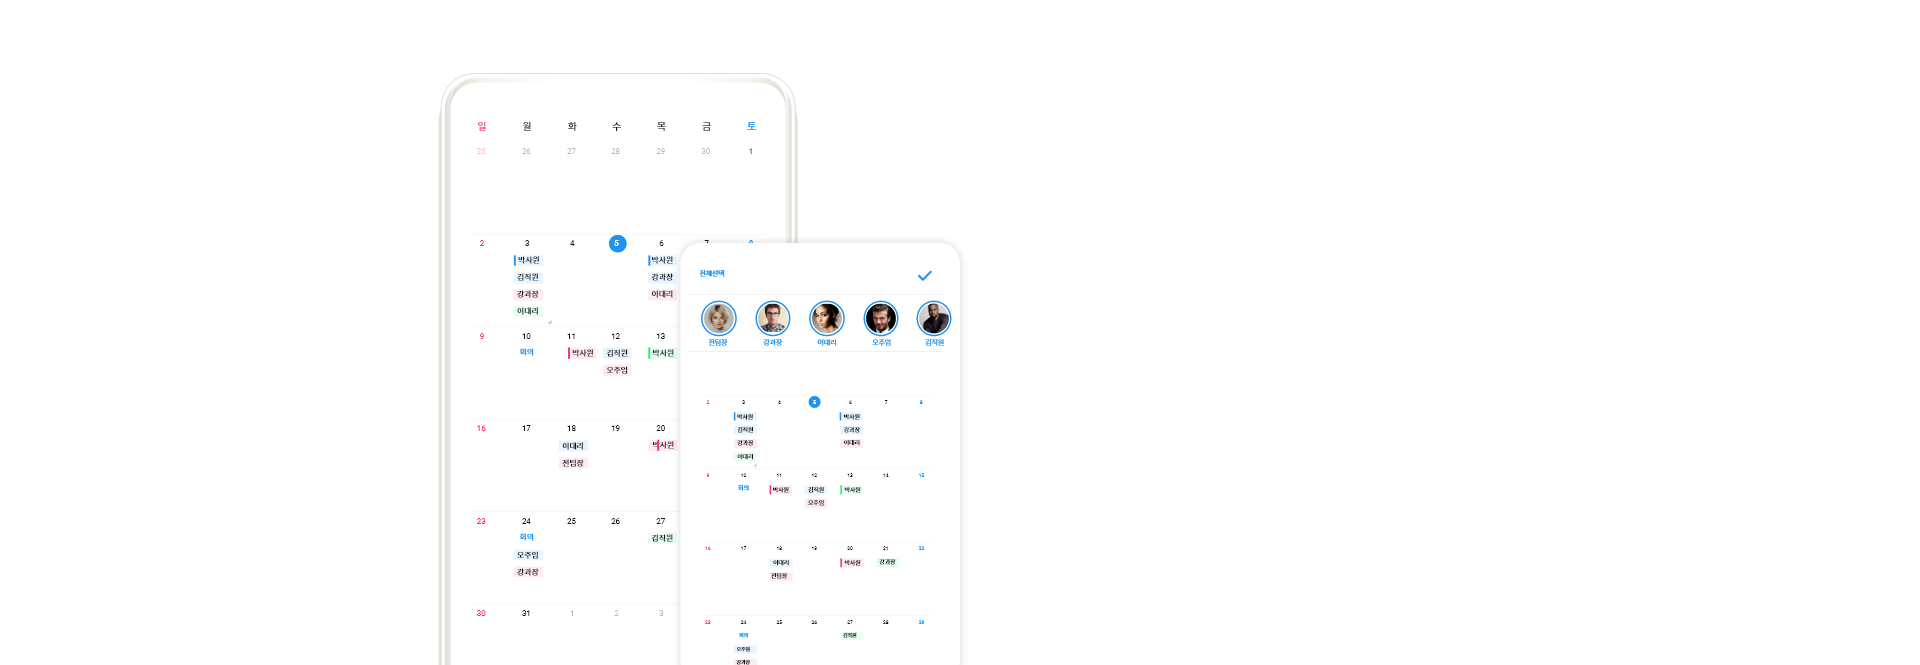 일 월 화 수 목 금 토
25 26 27 28 29 30 1
2 3 4 5 6 7 8
박사원 박사원
김직원 강과장
강과장 이대리
이대리
9 10 11 12 13
회의 박사원 김직원 박사원
오주임
16 17 18 19 20
이대리 박사원
전팀장
23 24 25 26 27
회의 김직원
오주임
강과장
30 31 1 2 3
전체선택
전팀장 강과장 이대리 오주임 김직원
2 3 4 5 6 7 8
박사원 박사원
김직원 강과장
강과장 이대리
이대리
9 10 11 12 13 14 15
회의 박사원 김직원 박사원
오주임
16 17 18 19 20 21 22
이대리 박사원 강과장
전팀장
23 24 25 26 27 28 29
회의 김직원
오주임
강과장